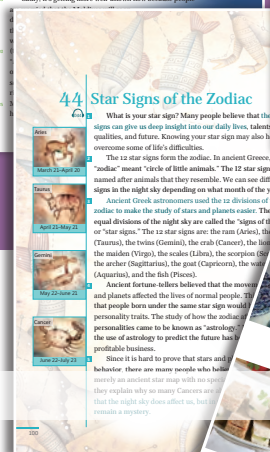 44 Star Signs of the Zodiac
What is your star sign? Many people believe that the
signs can give us deep insight into our daily lives, talents
qualities, and future. Knowing your star sign may also h
overcome some of life's difficulties.
The 12 star signs form the zodiac. In ancient Greece,
"zodiac" meant "circle of little animals." The 12 star sign
named after animals that they resemble. We can see diff
signs in the night sky depending on what month of the y
Ancient Greek astronomers used the 12 divisions of
zodiac to make the study of stars and planets easier. The
equal divisions of the night sky are called the "signs of th
or "star signs." The 12 star signs are: the ram (Aries), the
(Taurus), the twins (Gemini), the crab (Cancer), the lion
the maiden (Virgo), the scales (Libra), the scorpion (Sc
the archer (Sagittarius), the goat (Capricorn), the wate
(Aquarius), and the fish (Pisces).
Ancient fortune-tellers believed that the movem
and planets affected the lives of normal people. Th
that people born under the same star sign would
personality traits. The study of how the zodiac af
personalities came to be known as "astrology."
the use of astrology to predict the future has b
profitable business.
Since it is hard to prove that stars and p
behavior, there are many people who believ
merely an ancient star map with no spec
they explain why so many Cancers are a
that the night sky does affect us, but is
remain a mystery.
Aries
March 21–April 20
Taurus
April 21–May 21
Gemini
May 22–June 21
Cancer
June 22–July 23
100